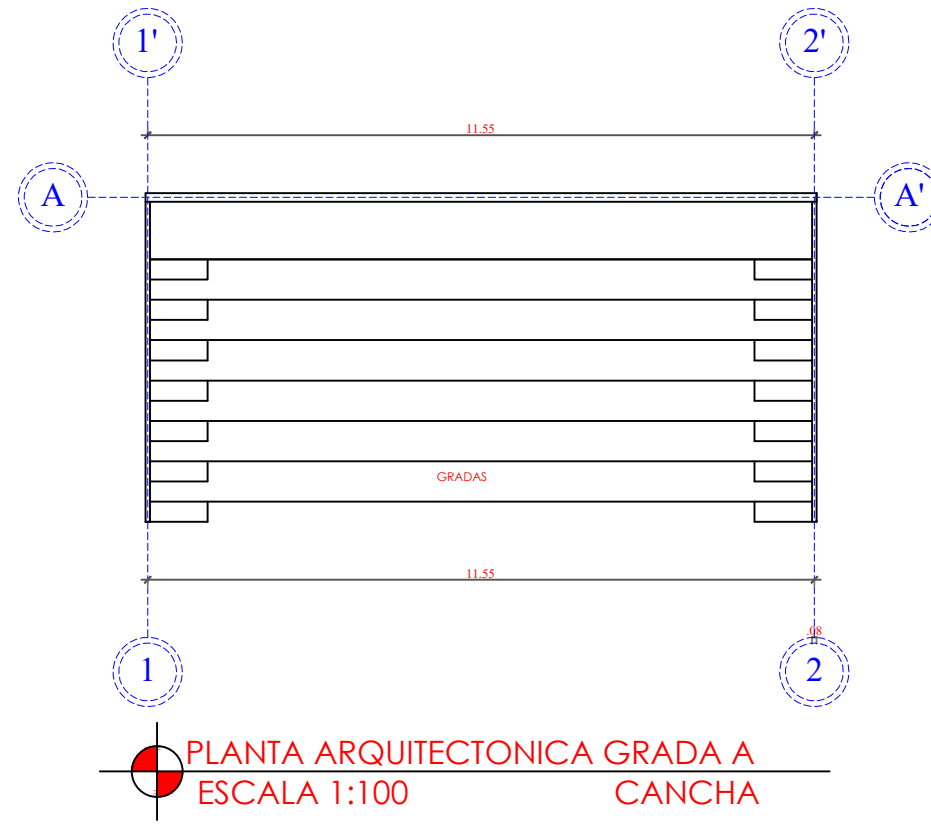 1' 2'
11.55
A A'
GRADAS
11.55
.08
1 2
PLANTA ARQUITECTONICA GRADA A
ESCALA 1:100 CANCHA